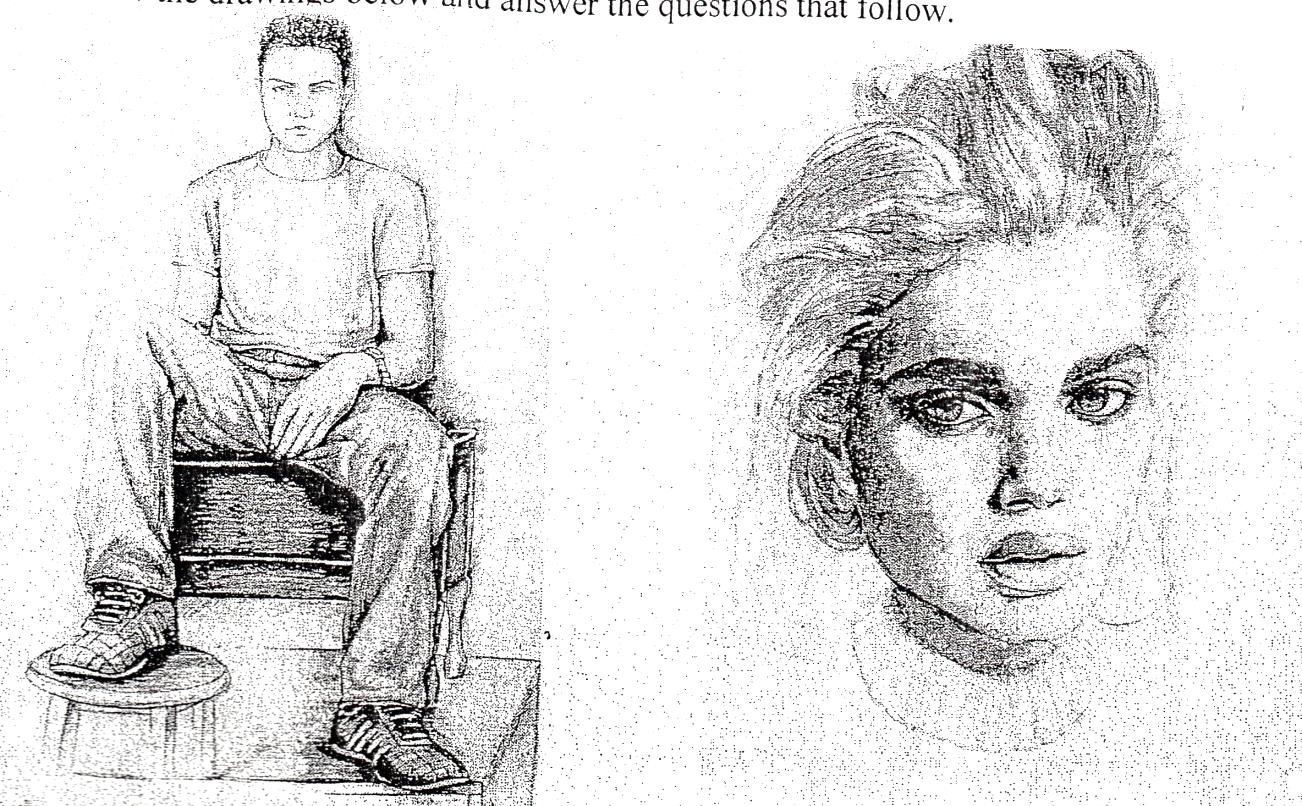 the drawings below and answer the questions that follow.